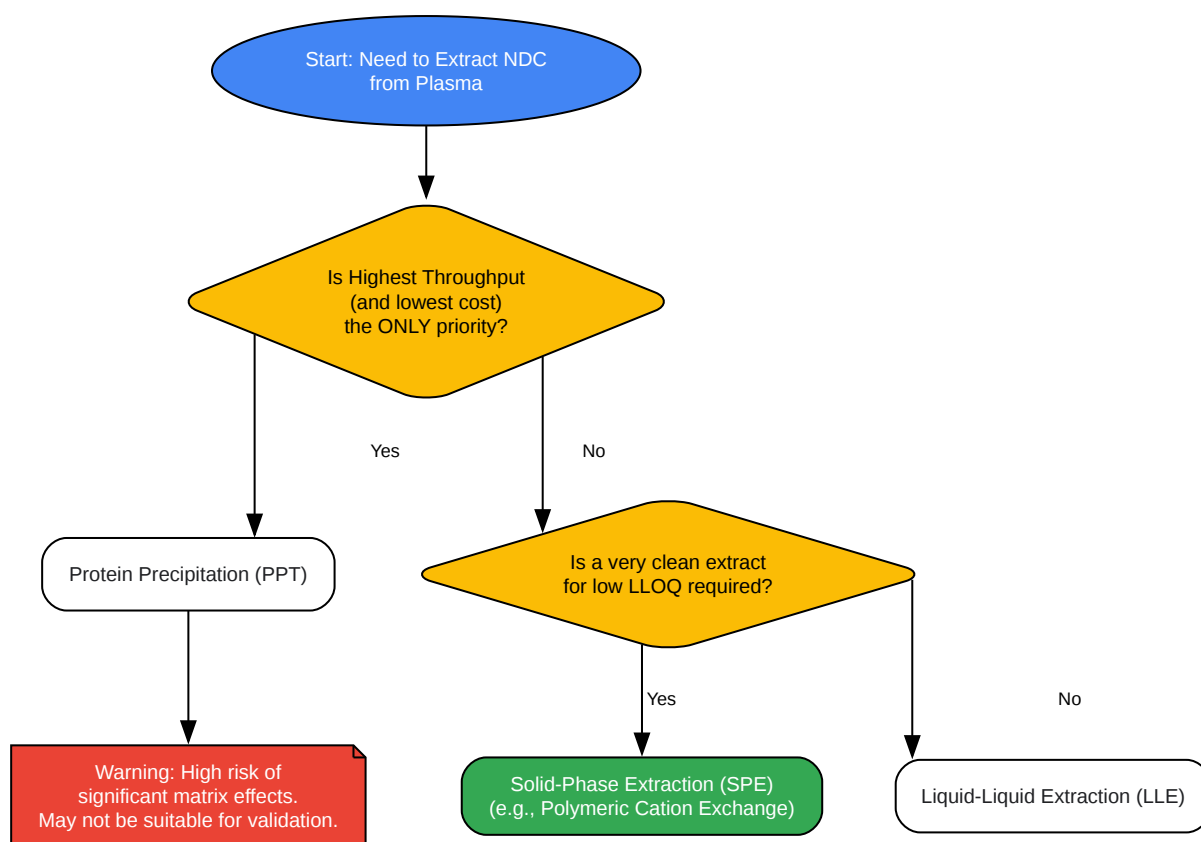 Start: Need to Extract NDC
from Plasma
Is Highest Throughput
(and lowest cost)
the ONLY priority?
Yes
No
Protein Precipitation (PPT)
Is a very clean extract
for low LLOQ required?
Yes
No
Warning: High risk of
significant matrix effects.
May not be suitable for validation.
Solid-Phase Extraction (SPE)
(e.g., Polymeric Cation Exchange)
Liquid-Liquid Extraction (LLE)